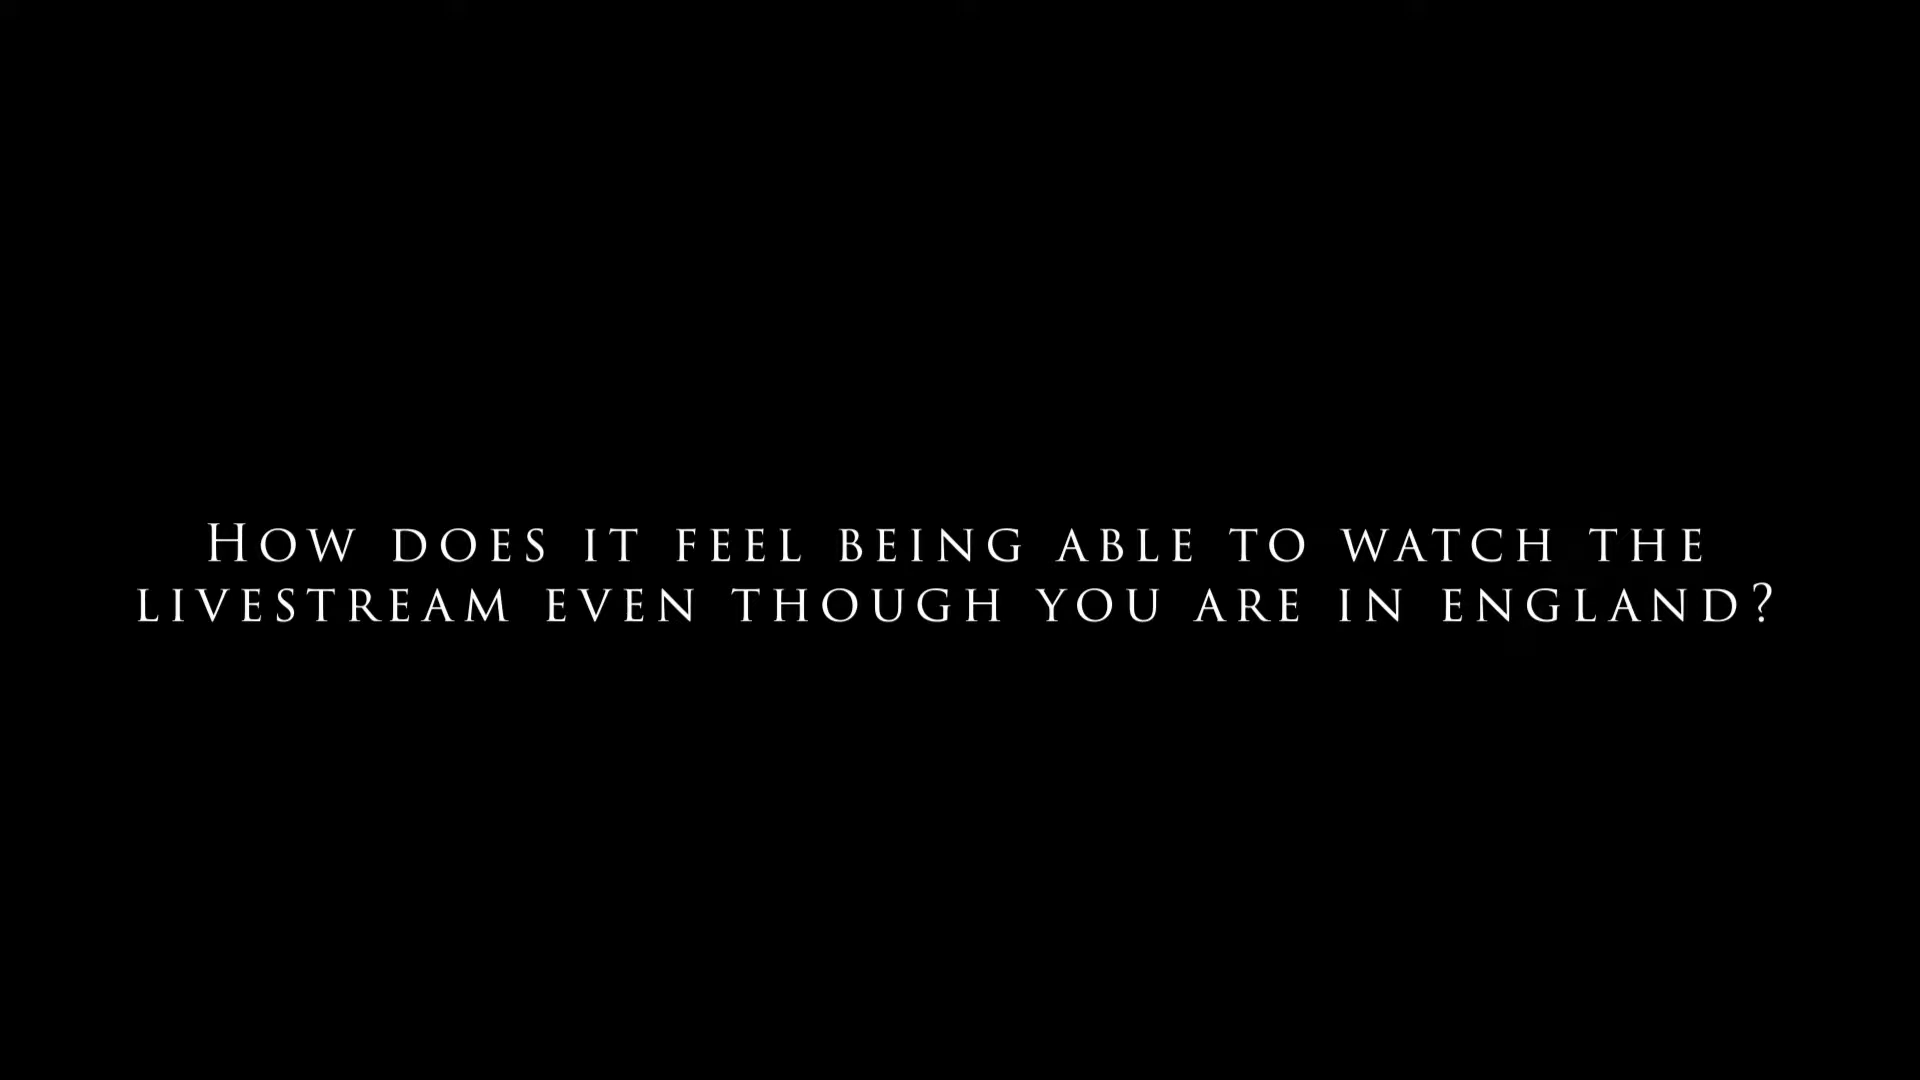 How does it feel being able to watch the
livestream even though you are in england?